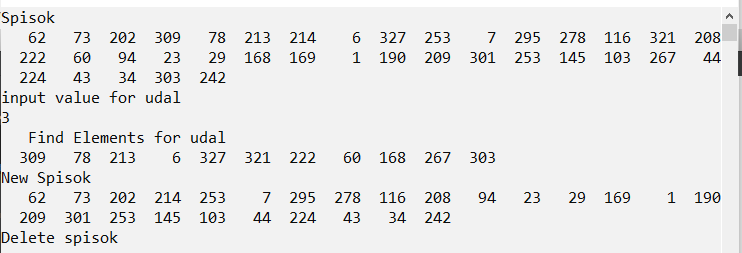 Spisok
62 73 202 309 78 213 214 6 327 253 7 295 278 116 321 208
222 60 94 23 29 168 169 1 190 209 301 253 145 103 267 44
224 43 34 303 242
input value for udal
3
Find Elements for udal
309 78 213 6 327 321 222 60 168 267 303
New Spisok
62 73 202 214 253 7 295 278 116 208 94 23 29 169 1 190
209 301 253 145 103 44 224 43 34 242
Delete spisok